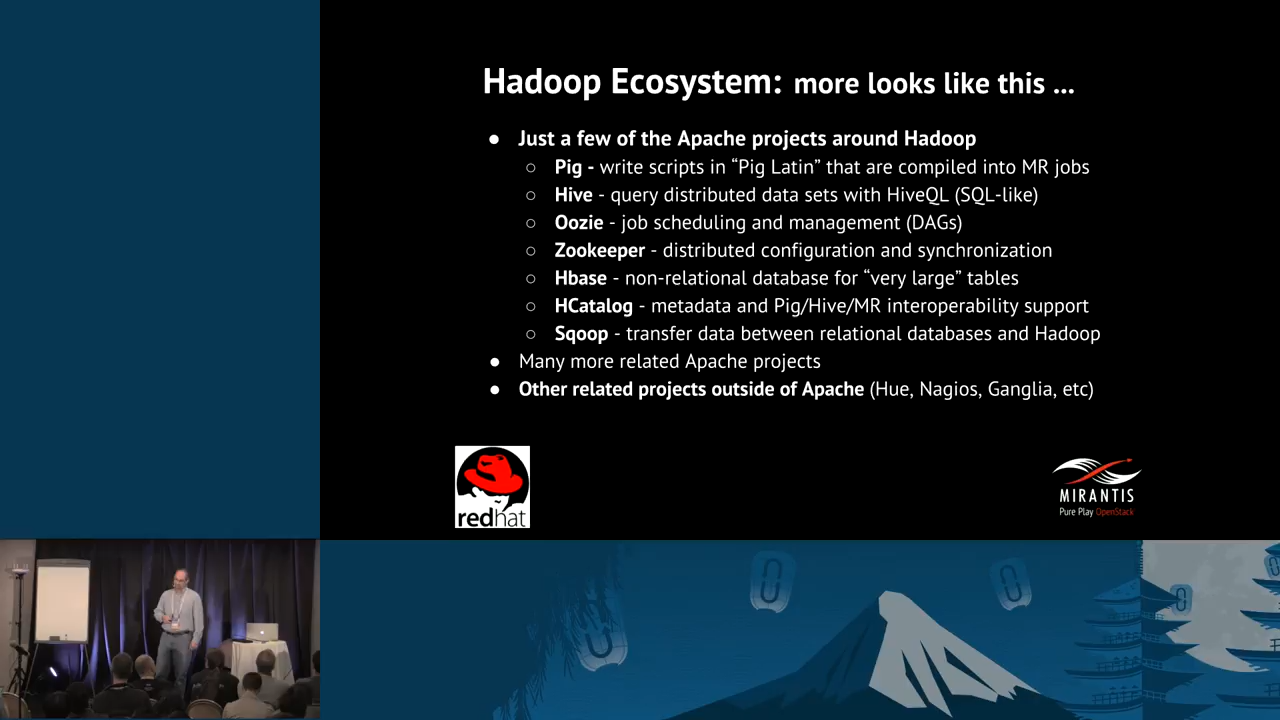 Hadoop Ecosystem: more looks like this ...
● Just a few of the Apache projects around Hadoop
○ Pig - write scripts in “Pig Latin” that are compiled into MR jobs
○ Hive - query distributed data sets with HiveQL (SQL-like)
○ Oozie - job scheduling and management (DAGs)
○ Zookeeper - distributed configuration and synchronization
○ Hbase - non-relational database for “very large” tables
○ HCatalog - metadata and Pig/Hive/MR interoperability support
○ Sqoop - transfer data between relational databases and Hadoop
● Many more related Apache projects
● Other related projects outside of Apache (Hue, Nagios, Ganglia, etc)
redhat
MIRANTIS
Pure Play OpenStack